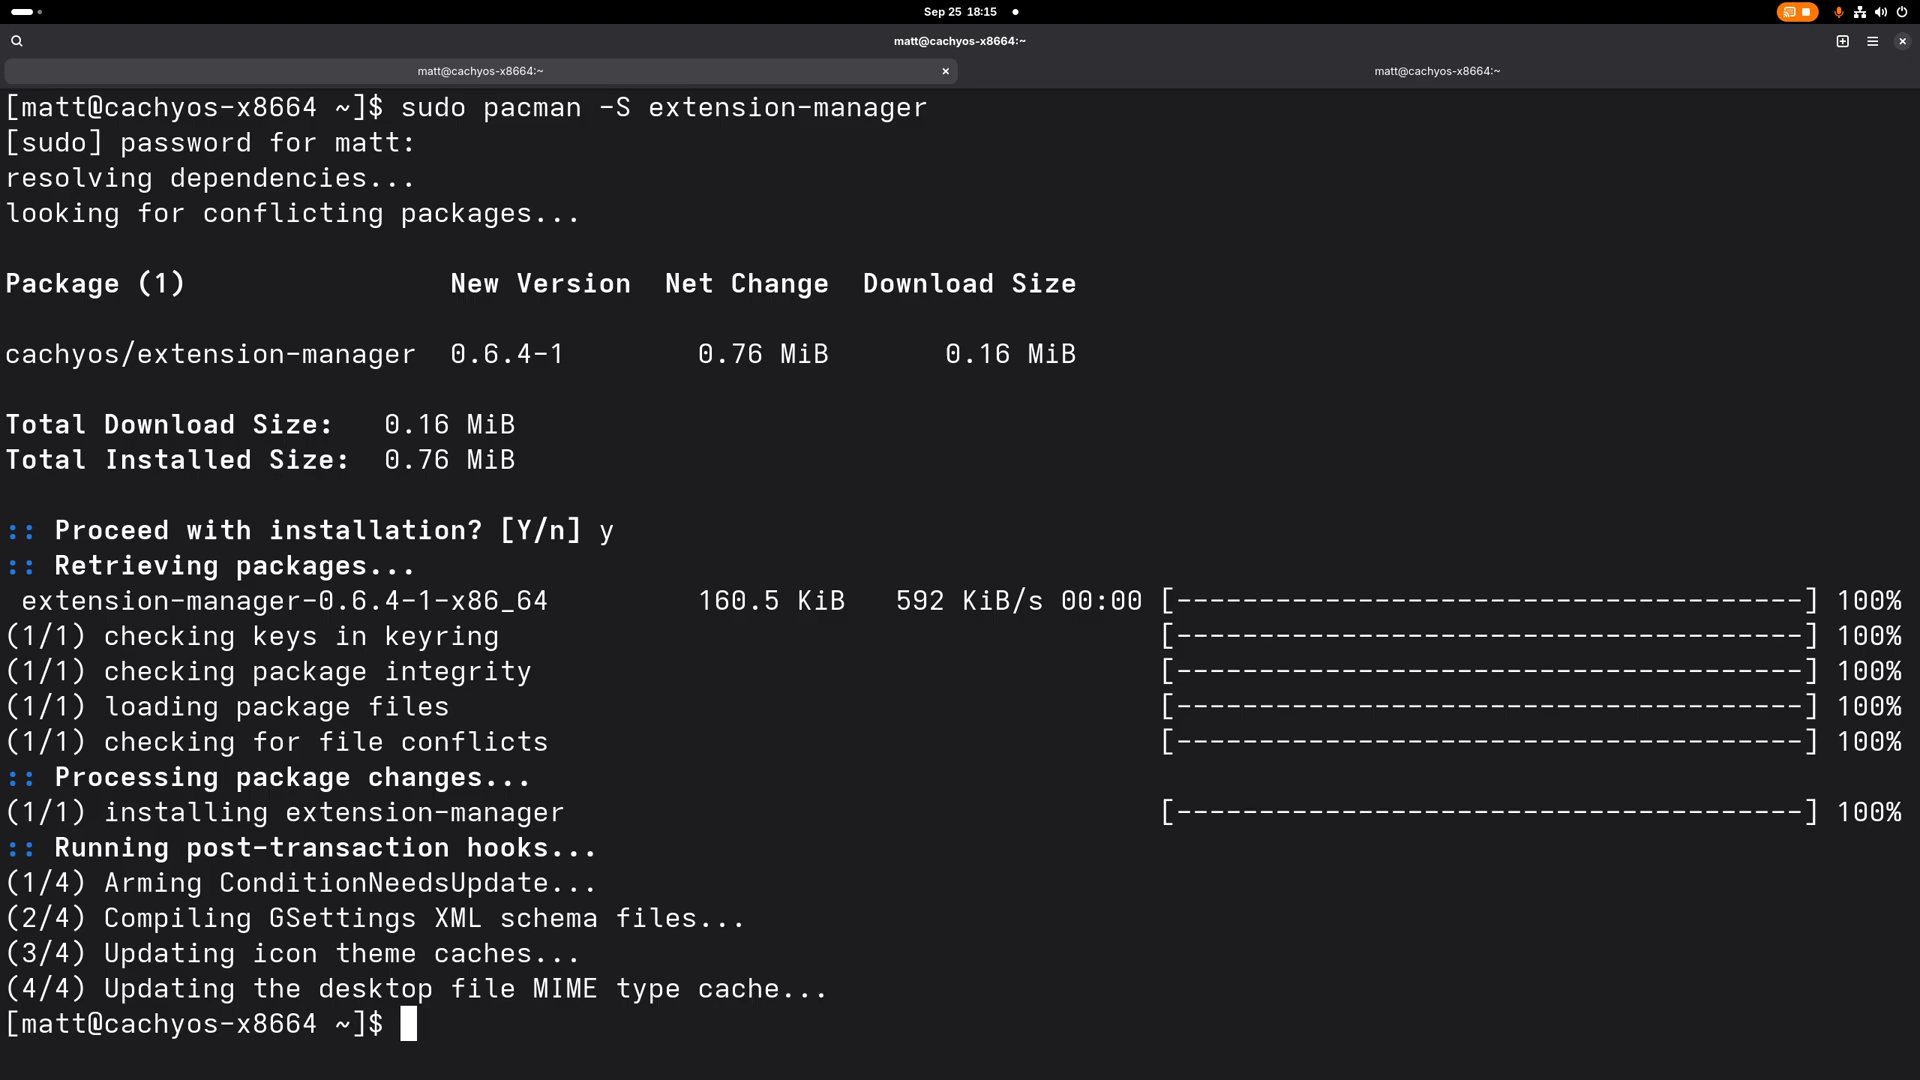 Sep 25 18:15
matt@cachyos-x8664:~
matt@cachyos-x8664:~
matt@cachyos-x8664:~
[matt@cachyos-x8664 ~]$ sudo pacman -S extension-manager
[sudo] password for matt:
resolving dependencies...
looking for conflicting packages...
Package (1) New Version Net Change Download Size
cachyos/extension-manager 0.6.4-1 0.76 MiB 0.16 MiB
Total Download Size: 0.16 MiB
Total Installed Size: 0.76 MiB
:: Proceed with installation? [Y/n] y
:: Retrieving packages...
extension-manager-0.6.4-1-x86_64 160.5 KiB 592 KiB/s 00:00 [--------------------------------------] 100%
(1/1) checking keys in keyring [--------------------------------------] 100%
(1/1) checking package integrity [--------------------------------------] 100%
(1/1) loading package files [--------------------------------------] 100%
(1/1) checking for file conflicts [--------------------------------------] 100%
:: Processing package changes...
(1/1) installing extension-manager [--------------------------------------] 100%
:: Running post-transaction hooks...
(1/4) Arming ConditionNeedsUpdate...
(2/4) Compiling GSettings XML schema files...
(3/4) Updating icon theme caches...
(4/4) Updating the desktop file MIME type cache...
[matt@cachyos-x8664 ~]$